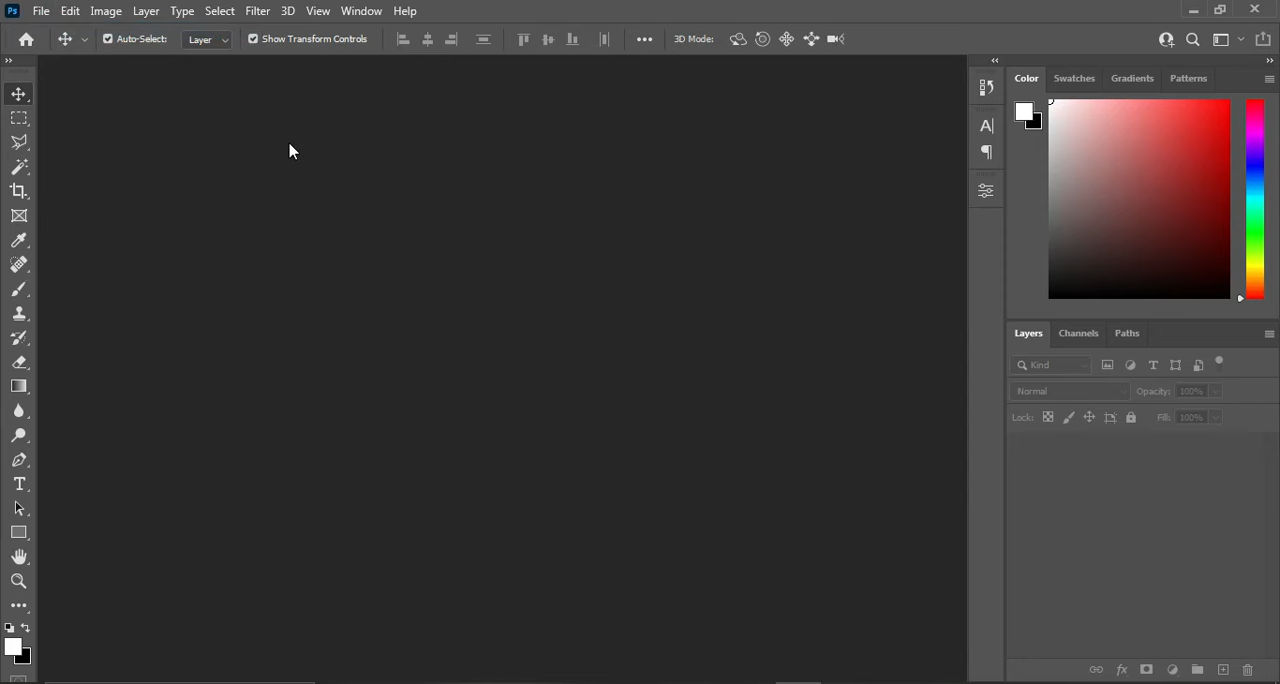 Ps File Edit Image Layer Type Select Filter 3D View Window Help
Auto-Select: Layer Show Transform Controls 3D Mode:
Color Swatches Gradients Patterns
Layers Channels Paths
Kind
Normal Opacity: 100%
Lock: Fill: 100%